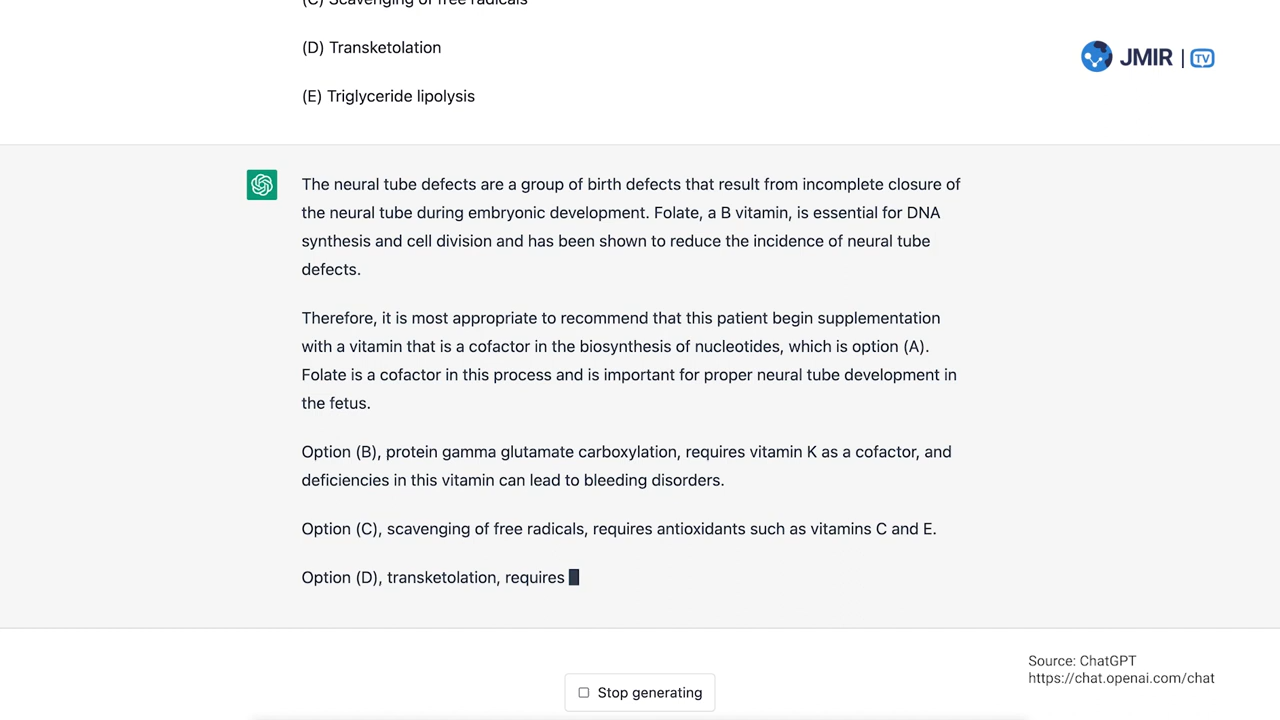 (C) Scavenging of free radicals
(D) Transketolation
JMIR | TV
(E) Triglyceride lipolysis
The neural tube defects are a group of birth defects that result from incomplete closure of
the neural tube during embryonic development. Folate, a B vitamin, is essential for DNA
synthesis and cell division and has been shown to reduce the incidence of neural tube
defects.
Therefore, it is most appropriate to recommend that this patient begin supplementation
with a vitamin that is a cofactor in the biosynthesis of nucleotides, which is option (A).
Folate is a cofactor in this process and is important for proper neural tube development in
the fetus.
Option (B), protein gamma glutamate carboxylation, requires vitamin K as a cofactor, and
deficiencies in this vitamin can lead to bleeding disorders.
Option (C), scavenging of free radicals, requires antioxidants such as vitamins C and E.
Option (D), transketolation, requires
Source: ChatGPT
https://chat.openai.com/chat
Stop generating